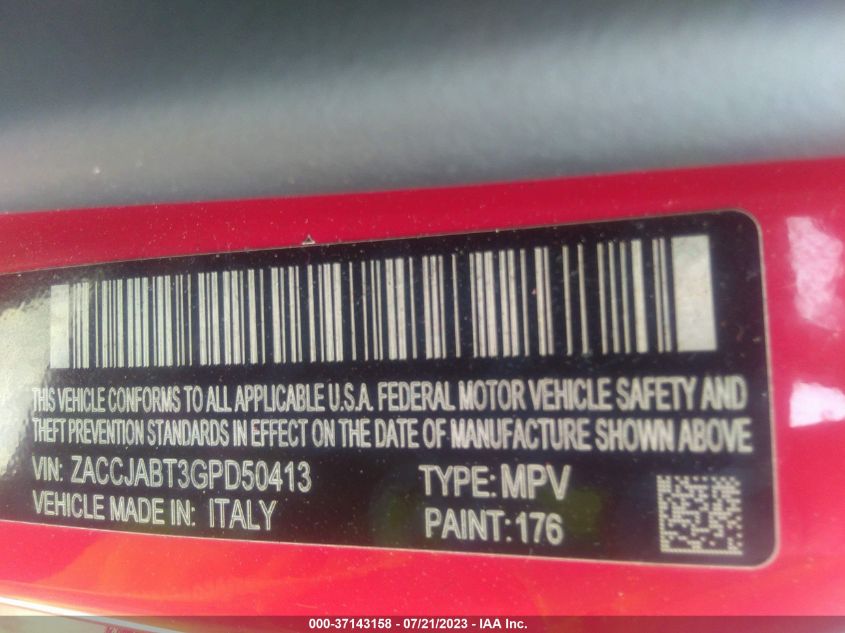 THIS VEHICLE CONFORMS TO ALL APPLICABLE U.S.A. FEDERAL MOTOR VEHICLE SAFETY AND
THEFT PREVENTION STANDARDS IN EFFECT ON THE DATE OF MANUFACTURE SHOWN ABOVE
VIN: ZACCJABT3GPD50413 TYPE: MPV
VEHICLE MADE IN: ITALY PAINT: 176
000-37143158 - 07/21/2023 - IAA Inc.